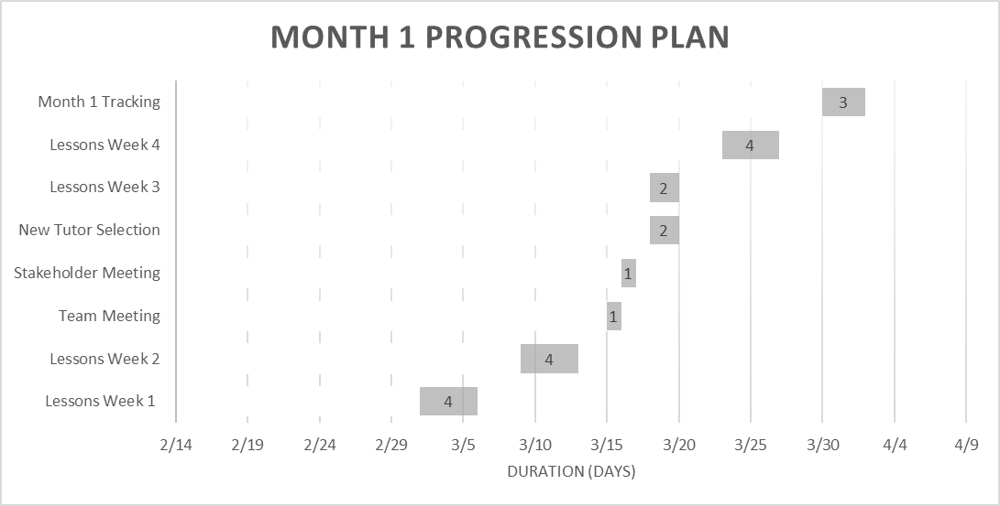 MONTH 1 PROGRESSION PLAN
Month 1 Tracking 3
Lessons Week 4 4
Lessons Week 3 2
New Tutor Selection 2
Stakeholder Meeting 1
Team Meeting 1
Lessons Week 2 4
Lessons Week 1 4
2/14 2/19 2/24 2/29 3/5 3/10 3/15 3/20 3/25 3/30 4/4 4/9
DURATION (DAYS)